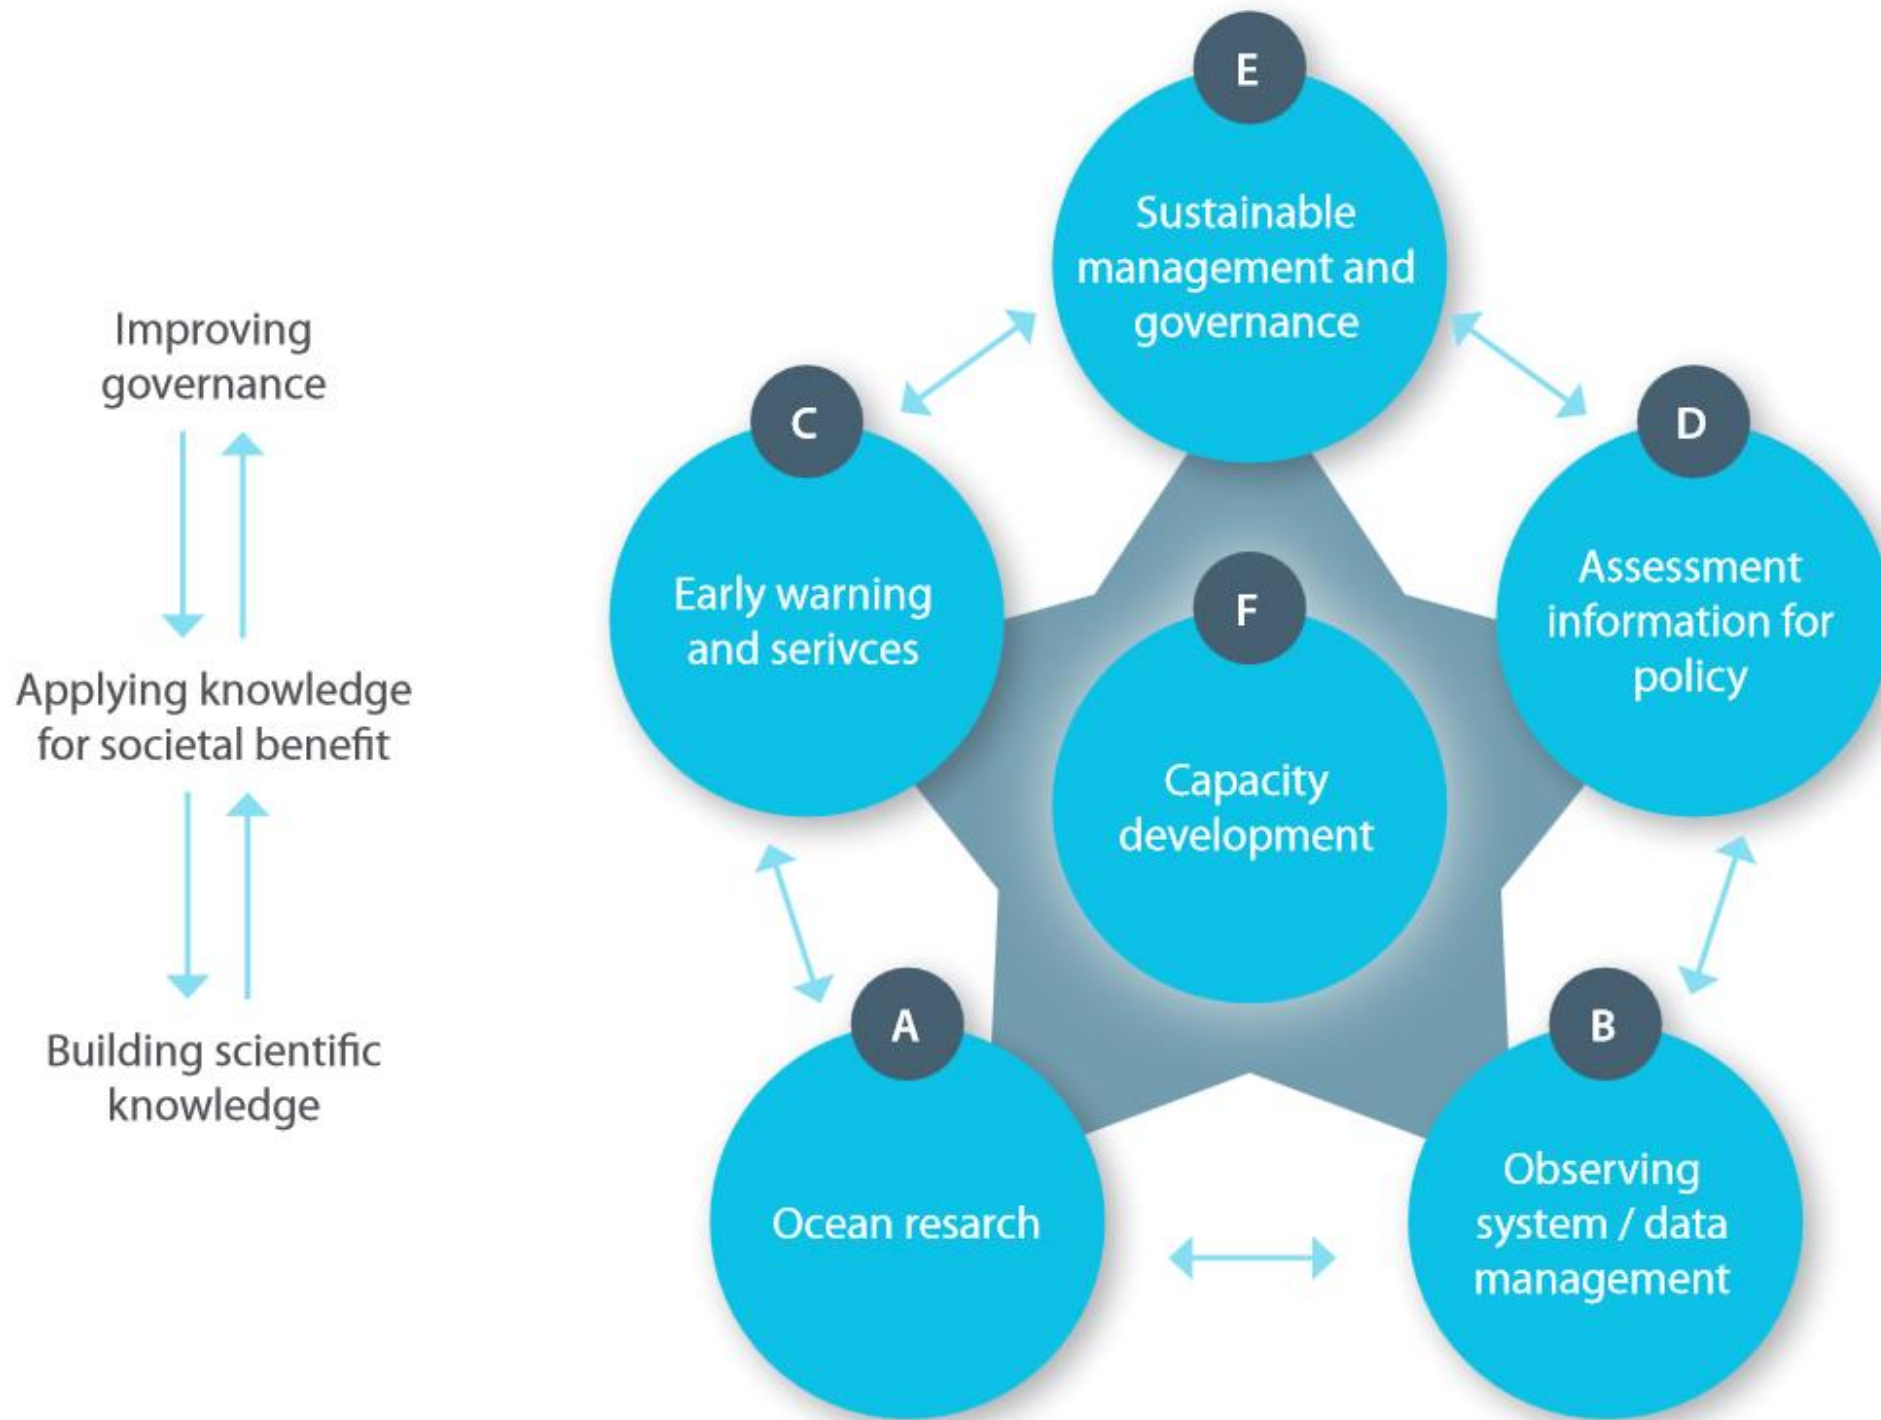 Improving
governance
Applying knowledge
for societal benefit
Building scientific
knowledge
E
Sustainable
management and
governance
C
Early warning
and serivces
D
Assessment
information for
policy
F
Capacity
development
A
Ocean resarch
B
Observing
system / data
management